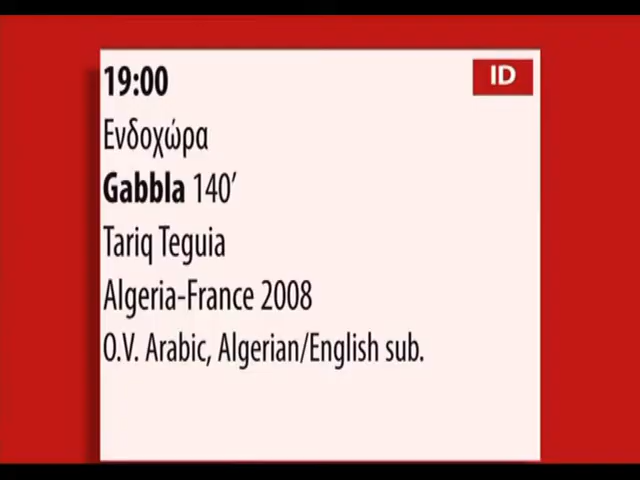 19:00
ID
Ενδοχώρα
Gabbla 140’
Tariq Teguia
Algeria-France 2008
O.V. Arabic, Algerian/English sub.